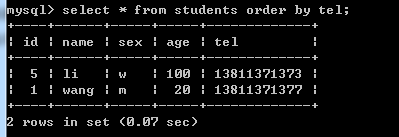 mysql> select * from students order by tel;
+----+------+-----+-----+-------------+
| id | name | sex | age | tel         |
+----+------+-----+-----+-------------+
|  5 | li   | w   | 100 | 13811371373 |
|  1 | wang | m   |  20 | 13811371377 |
+----+------+-----+-----+-------------+
2 rows in set (0.07 sec)